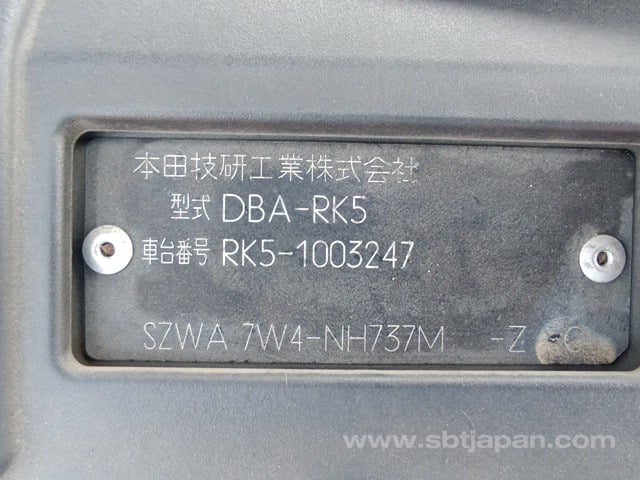 本田技研工業株式会社
型式 DBA-RK5
車台番号 RK5-1003247
SZWA 7W4-NH737M -Z C
www.sbtjapan.com